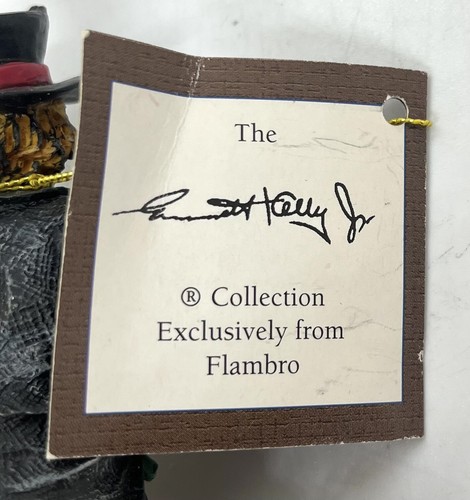 The
Emmett Kelly Jr.
® Collection
Exclusively from
Flambro